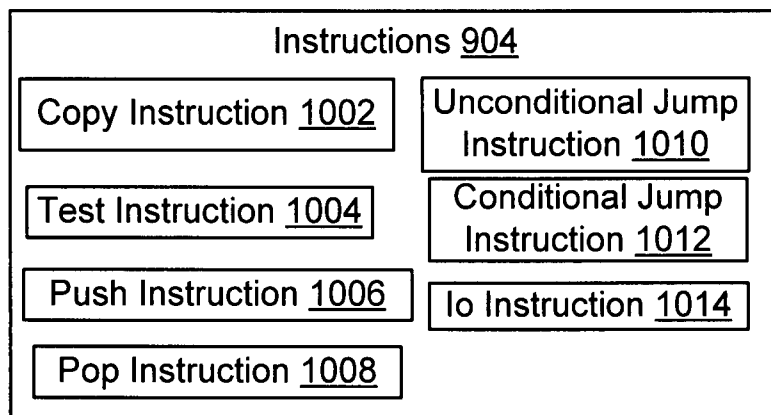 Instructions 904
Copy Instruction 1002
Test Instruction 1004
Push Instruction 1006
Pop Instruction 1008
Unconditional Jump
Instruction 1010
Conditional Jump
Instruction 1012
Io Instruction 1014